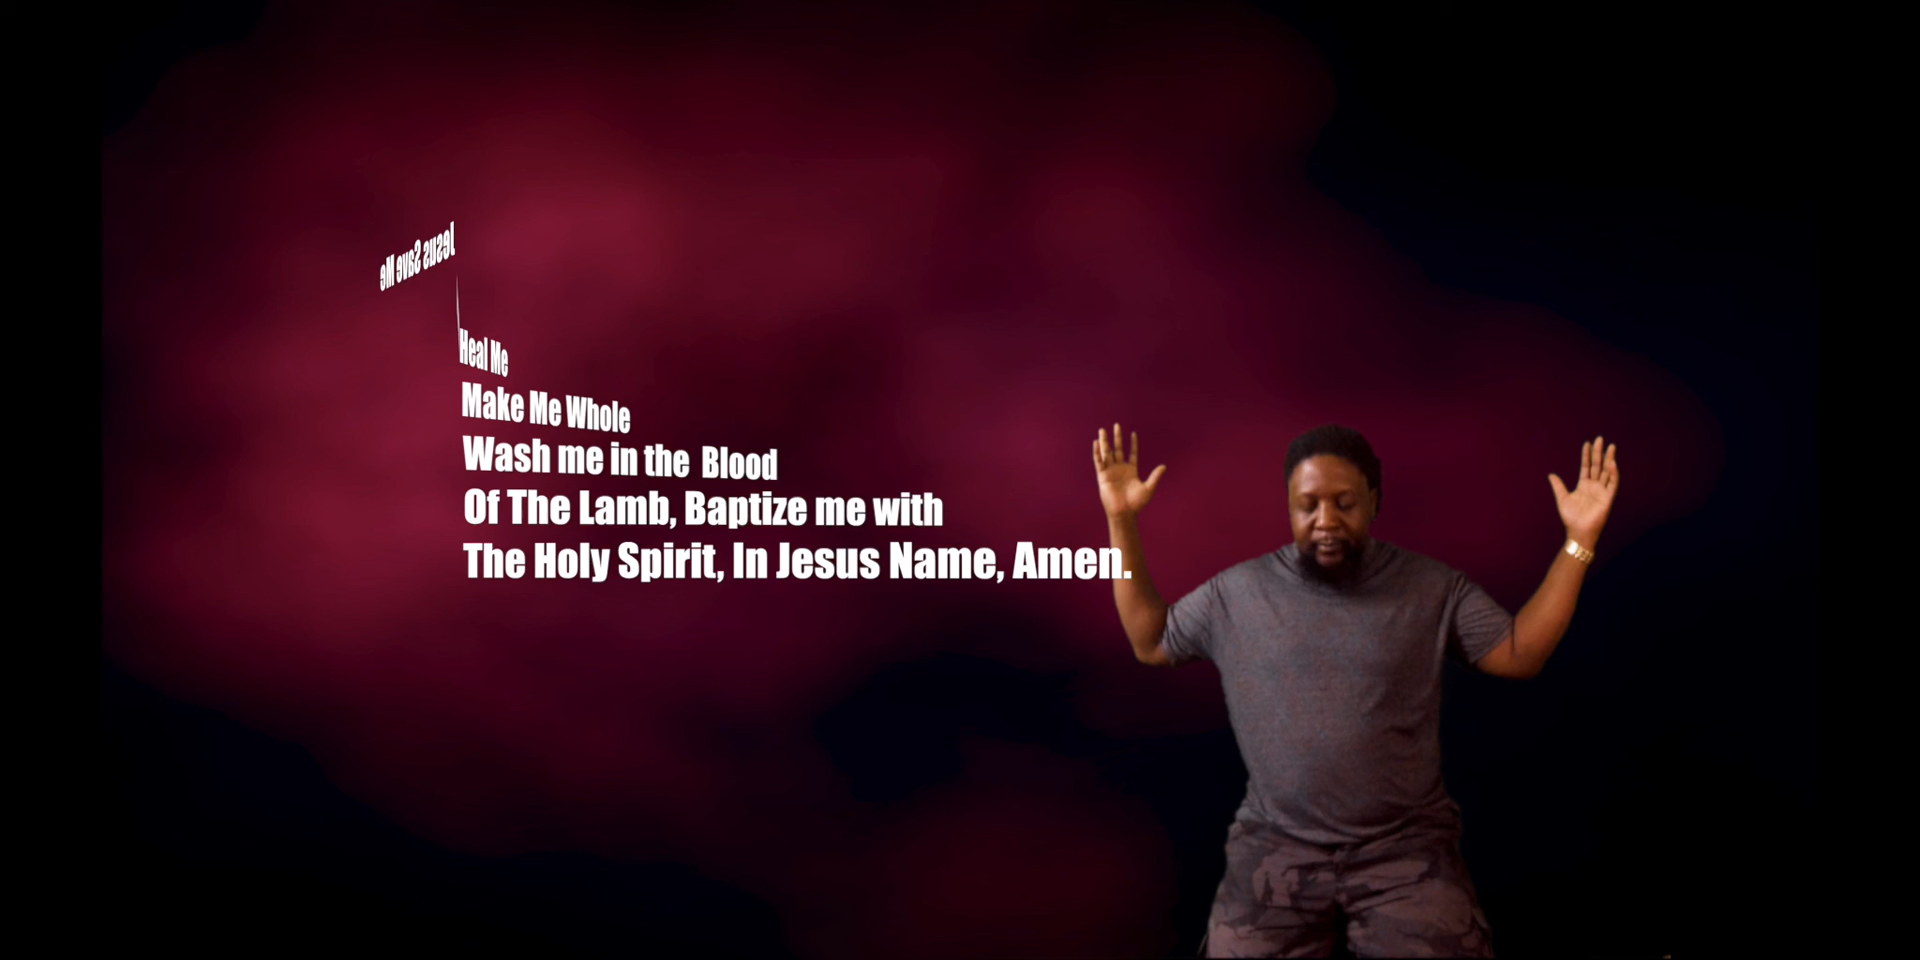 Jesus Save Me
Heal Me
Make Me Whole
Wash me in the Blood
Of The Lamb, Baptize me with
The Holy Spirit, In Jesus Name, Amen.